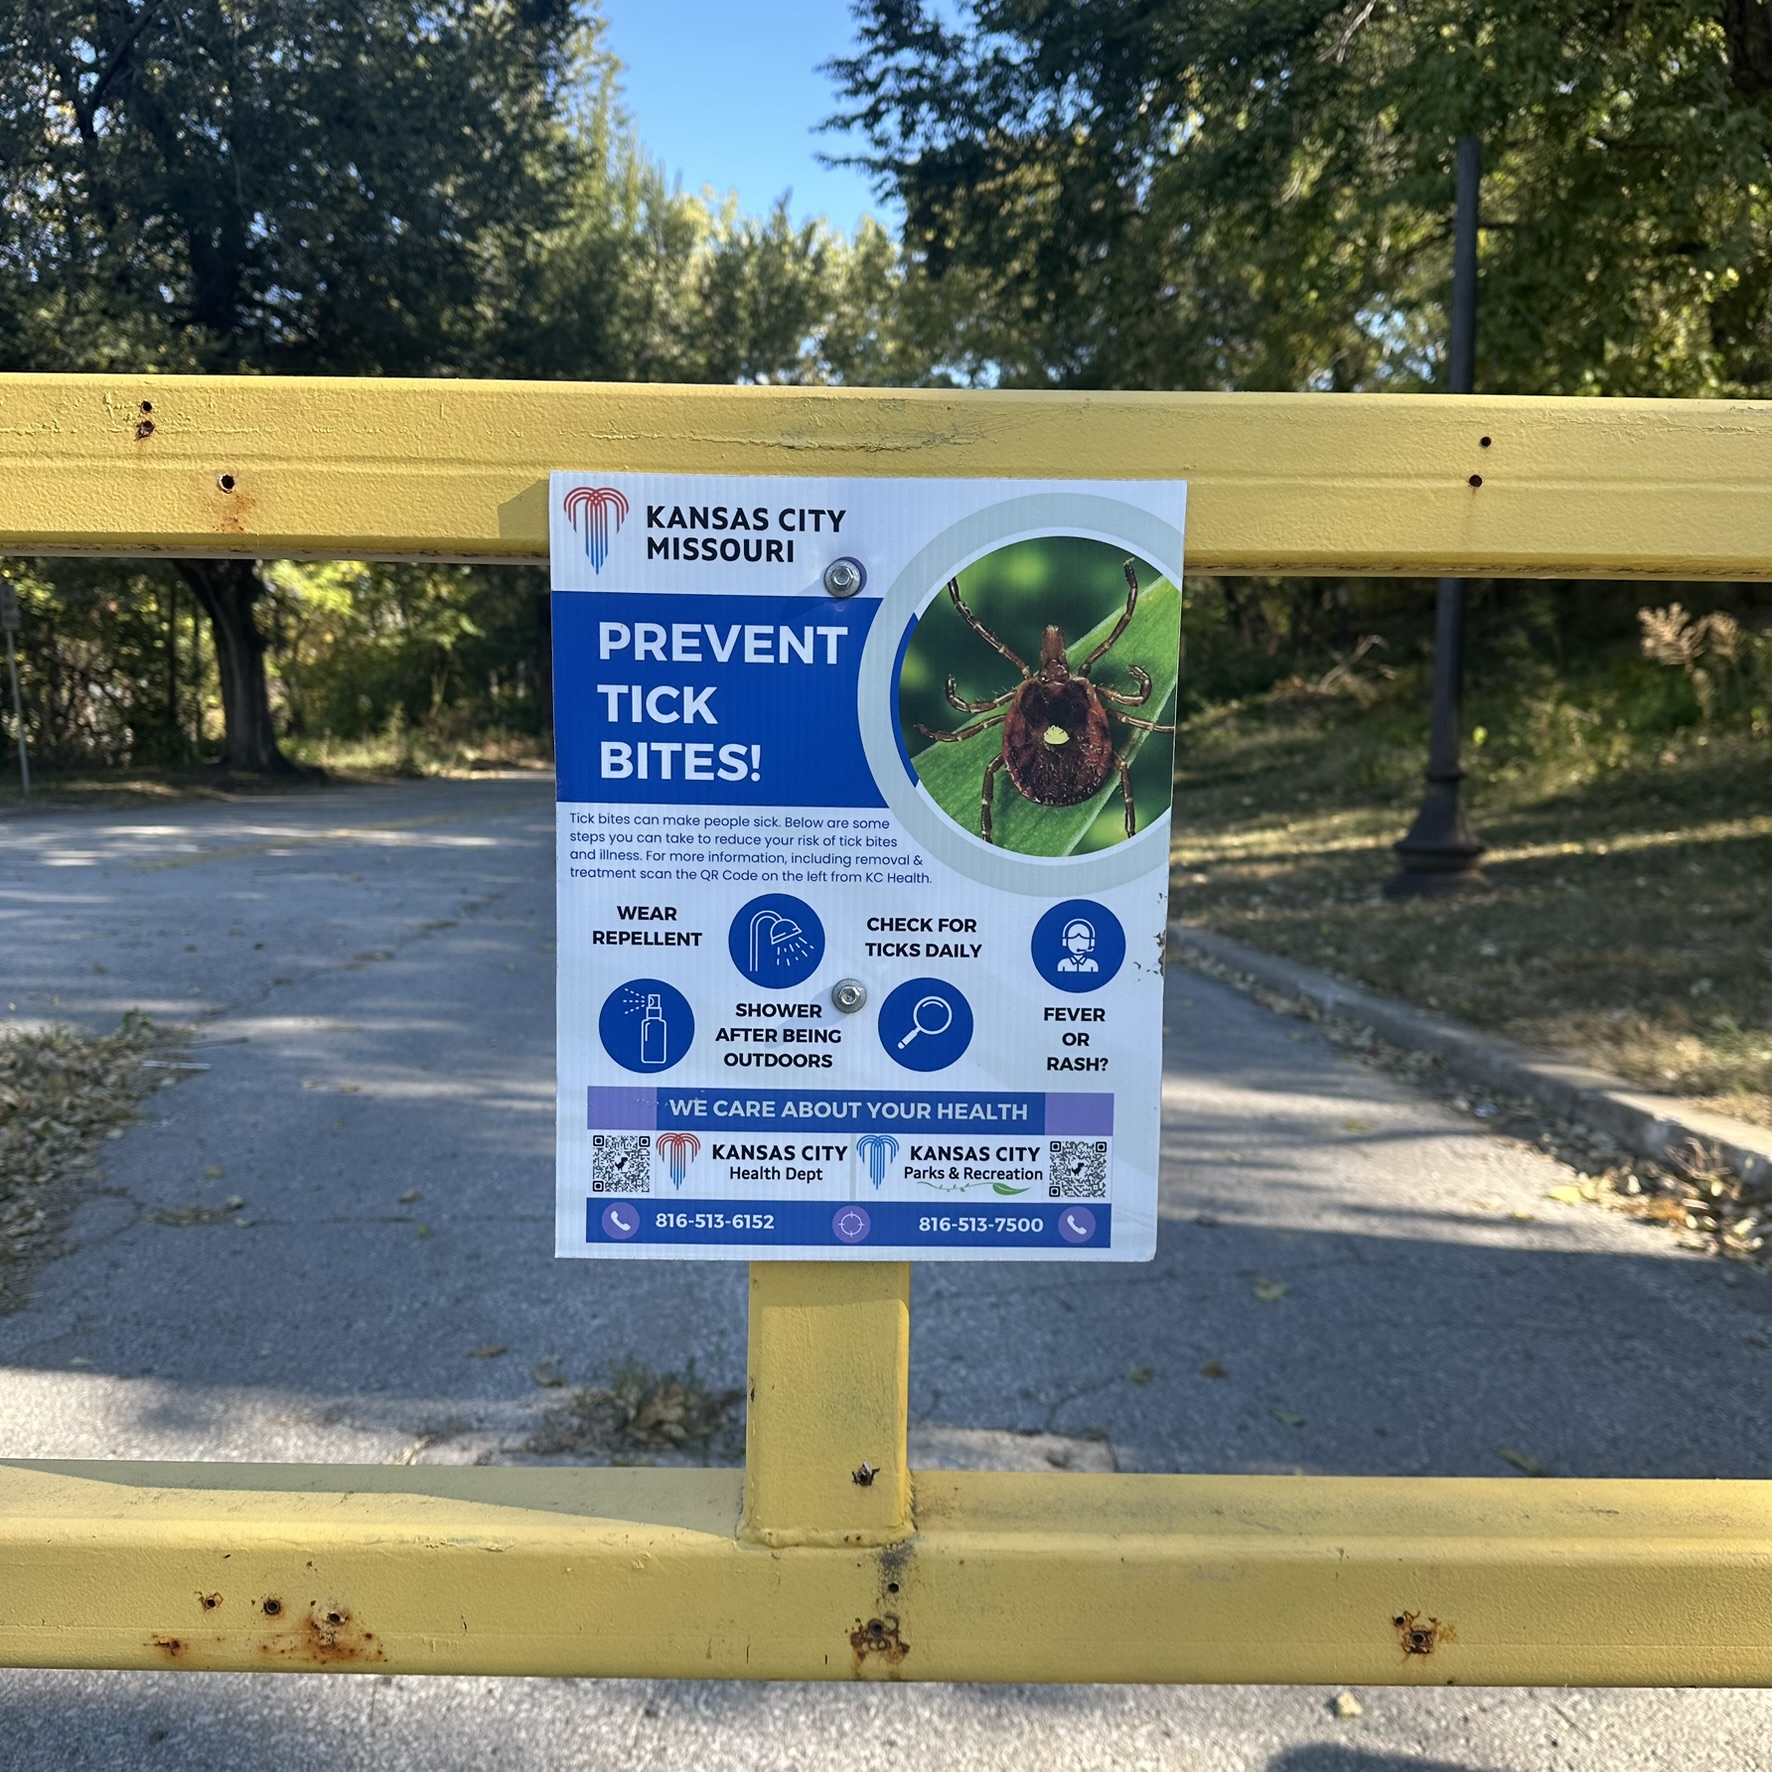 KANSAS CITY
MISSOURI
PREVENT
TICK
BITES!
Tick bites can make people sick. Below are some
steps you can take to reduce your risk of tick bites
and illness. For more information, including removal &
treatment scan the QR Code on the left from KC Health.
WEAR
REPELLENT
SHOWER
AFTER BEING
OUTDOORS
CHECK FOR
TICKS DAILY
FEVER
OR
RASH?
WE CARE ABOUT YOUR HEALTH
KANSAS CITY
Health Dept
KANSAS CITY
Parks & Recreation
816-513-6152
816-513-7500